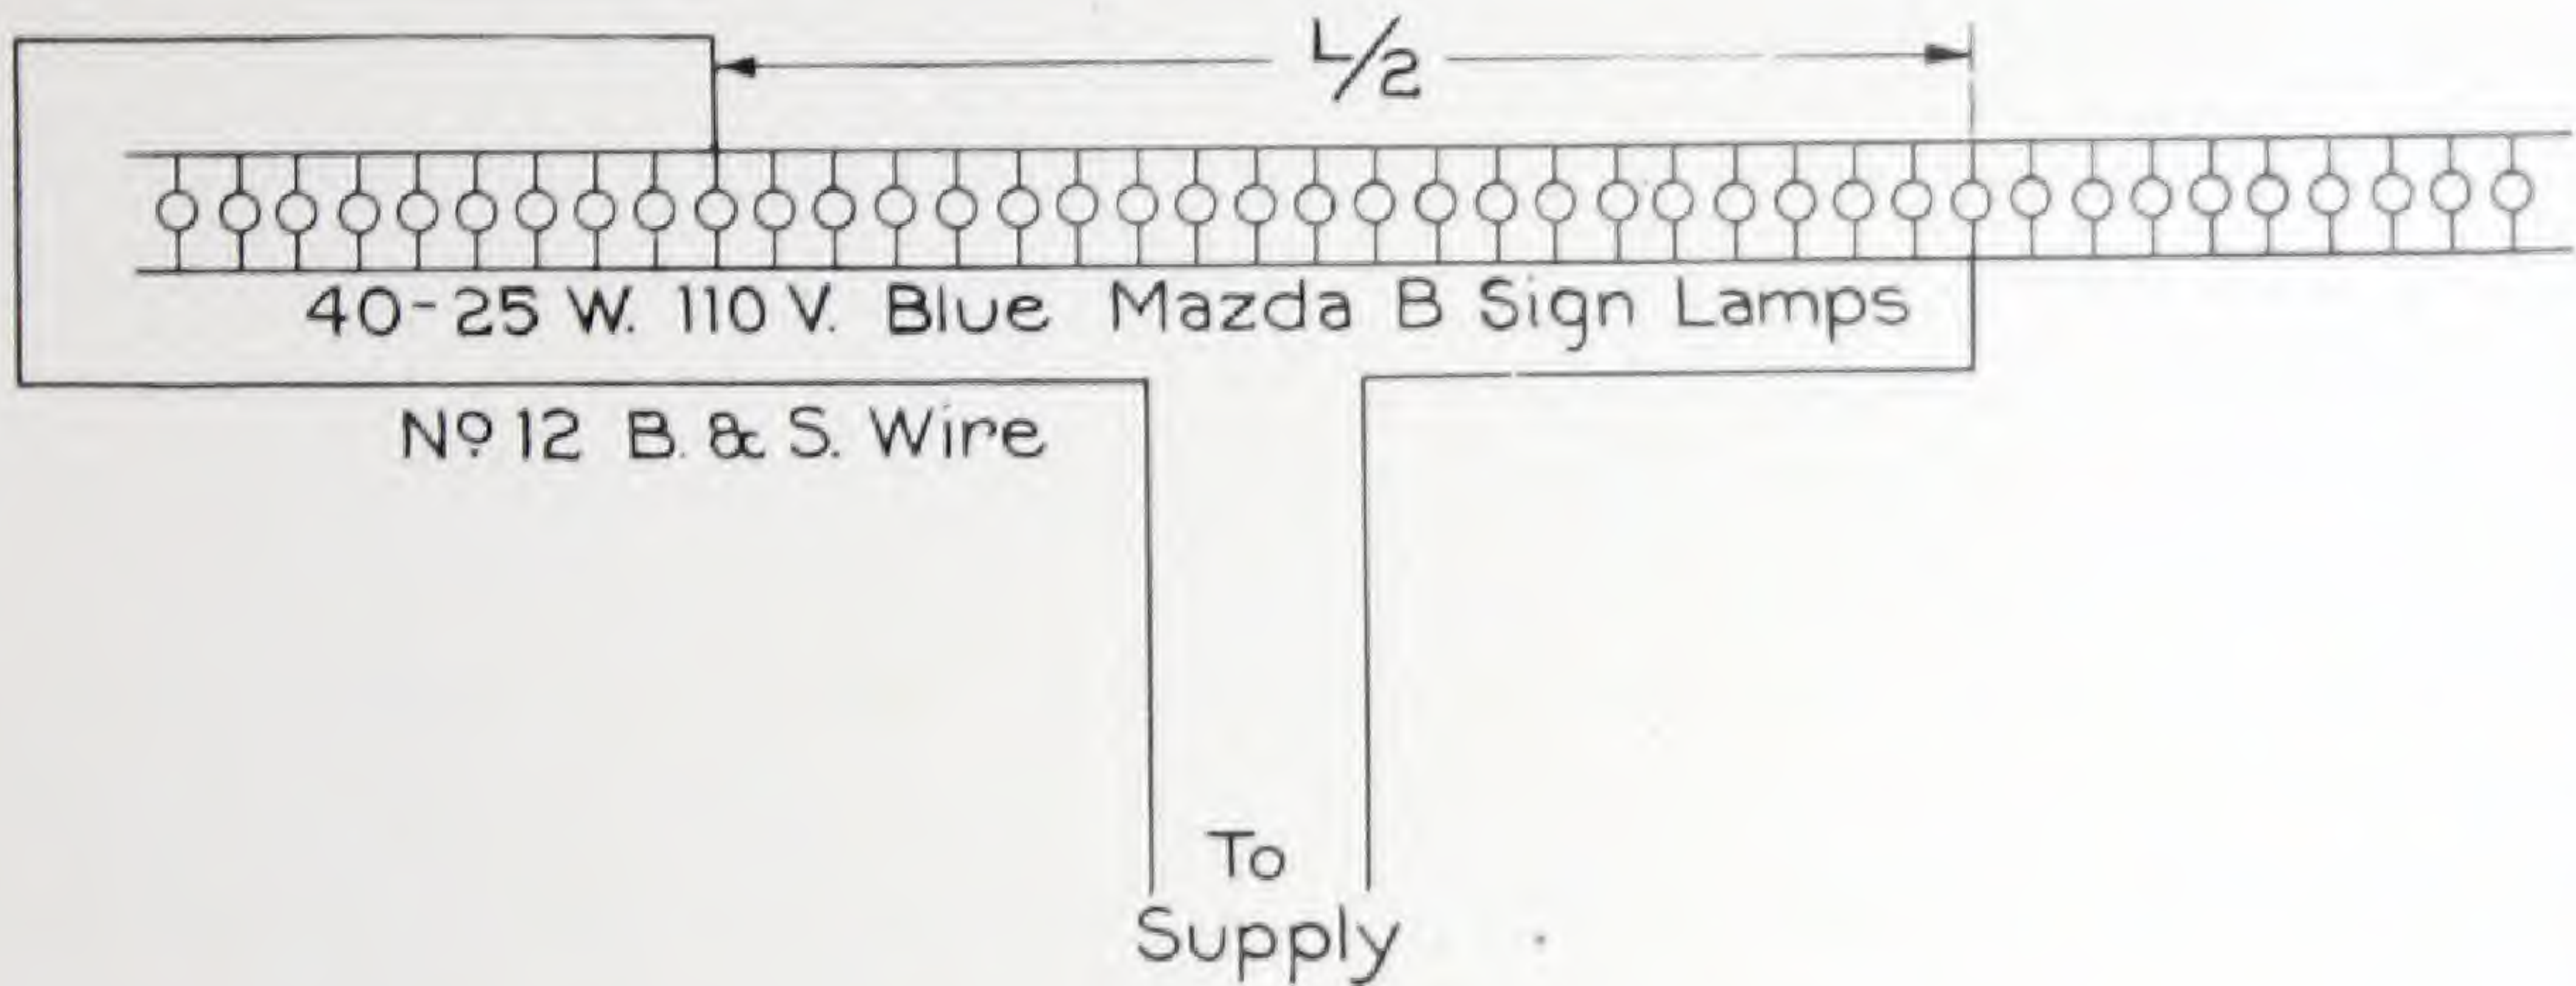 L/2
40-25 W. 110 V. Blue Mazda B Sign Lamps
Nº 12 B. & S. Wire
To
Supply